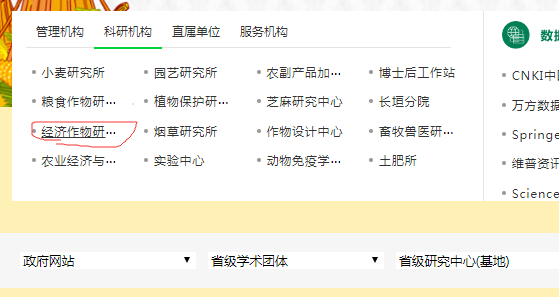 管理机构 科研机构 直属单位 服务机构
数据
小麦研究所 园艺研究所 农副产品加... 博士后工作站
CNKI中
粮食作物研... 植物保护研... 芝麻研究中心 长垣分院
万方数
经济作物研... 烟草研究所 作物设计中心 畜牧兽医研...
Springe
农业经济与... 实验中心 动物免疫学... 土肥所
维普资讯
Science
政府网站 省级学术团体 省级研究中心(基地)